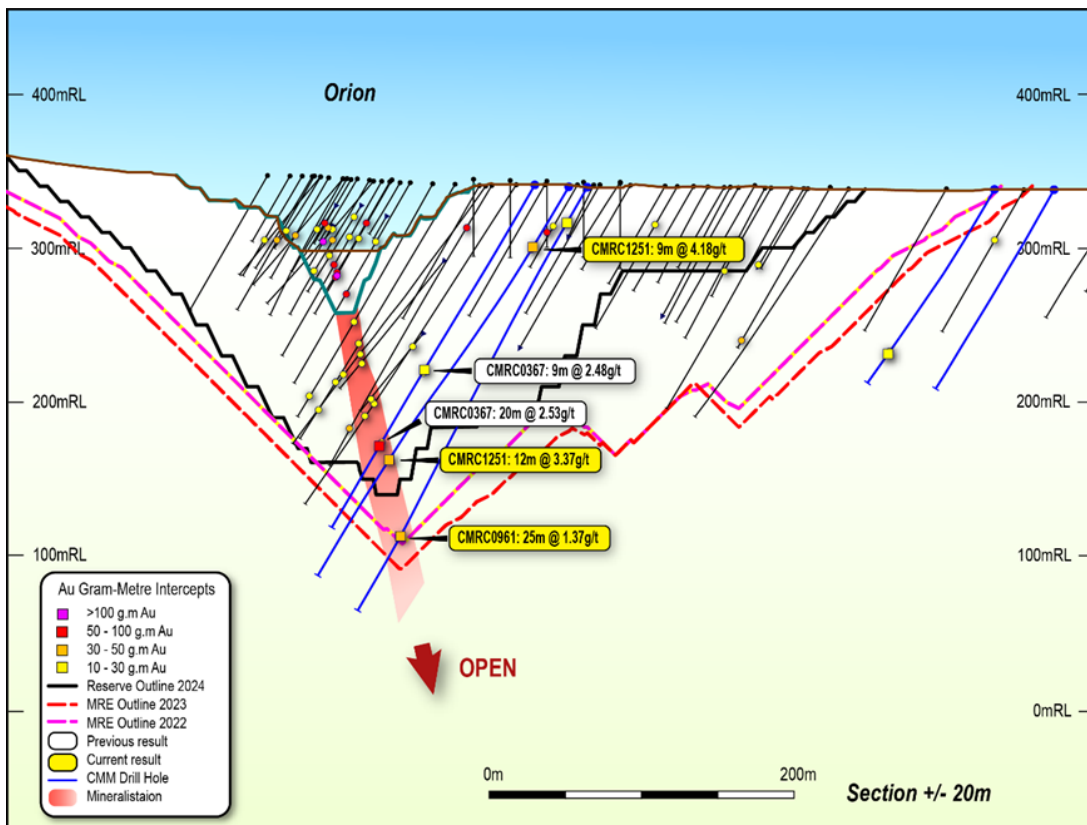 Orion
400mRL
400mRL
300mRL
300mRL
CMRC1251: 9m @ 4.18g/t
CMRC0367: 9m @ 2.48g/t
200mRL
200mRL
CMRC0367: 20m @ 2.53g/t
CMRC1251: 12m @ 3.37g/t
CMRC0961: 25m @ 1.37g/t
100mRL
100mRL
Au Gram-Metre Intercepts
>100 g.m Au
50 - 100 g.m Au
30 - 50 g.m Au
10 - 30 g.m Au
Reserve Outline 2024
MRE Outline 2023
MRE Outline 2022
Previous result
Current result
CMM Drill Hole
Mineralistaion
OPEN
0mRL
0m
200m
Section +/- 20m